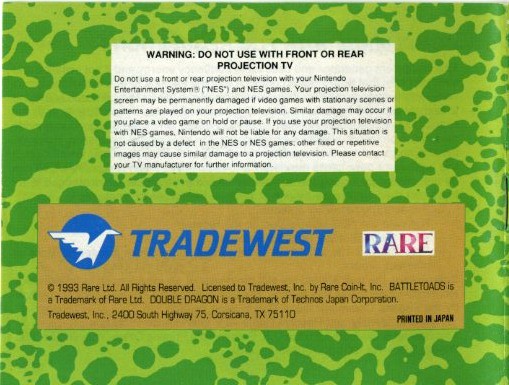 WARNING: DO NOT USE WITH FRONT OR REAR
PROJECTION TV
Do not use a front or rear projection television with your Nintendo
Entertainment System® ("NES") and NES games. Your projection television
screen may be permanently damaged if video games with stationary scenes or
patterns are played on your projection television. Similar damage may occur if
you place a video game on hold or pause. If you use your projection television
with NES games, Nintendo will not be liable for any damage. This situation is
not caused by a defect in the NES or NES games; other fixed or repetitive
images may cause similar damage to a projection television. Please contact
your TV manufacturer for further information.
TRADEWEST
RARE
© 1993 Rare Ltd. All Rights Reserved. Licensed to Tradewest, Inc. by Rare Coin-It, Inc. BATTLETOADS is
a Trademark of Rare Ltd. DOUBLE DRAGON is a Trademark of Technos Japan Corporation.
Tradewest, Inc., 2400 South Highway 75, Corsicana, TX 75110
PRINTED IN JAPAN